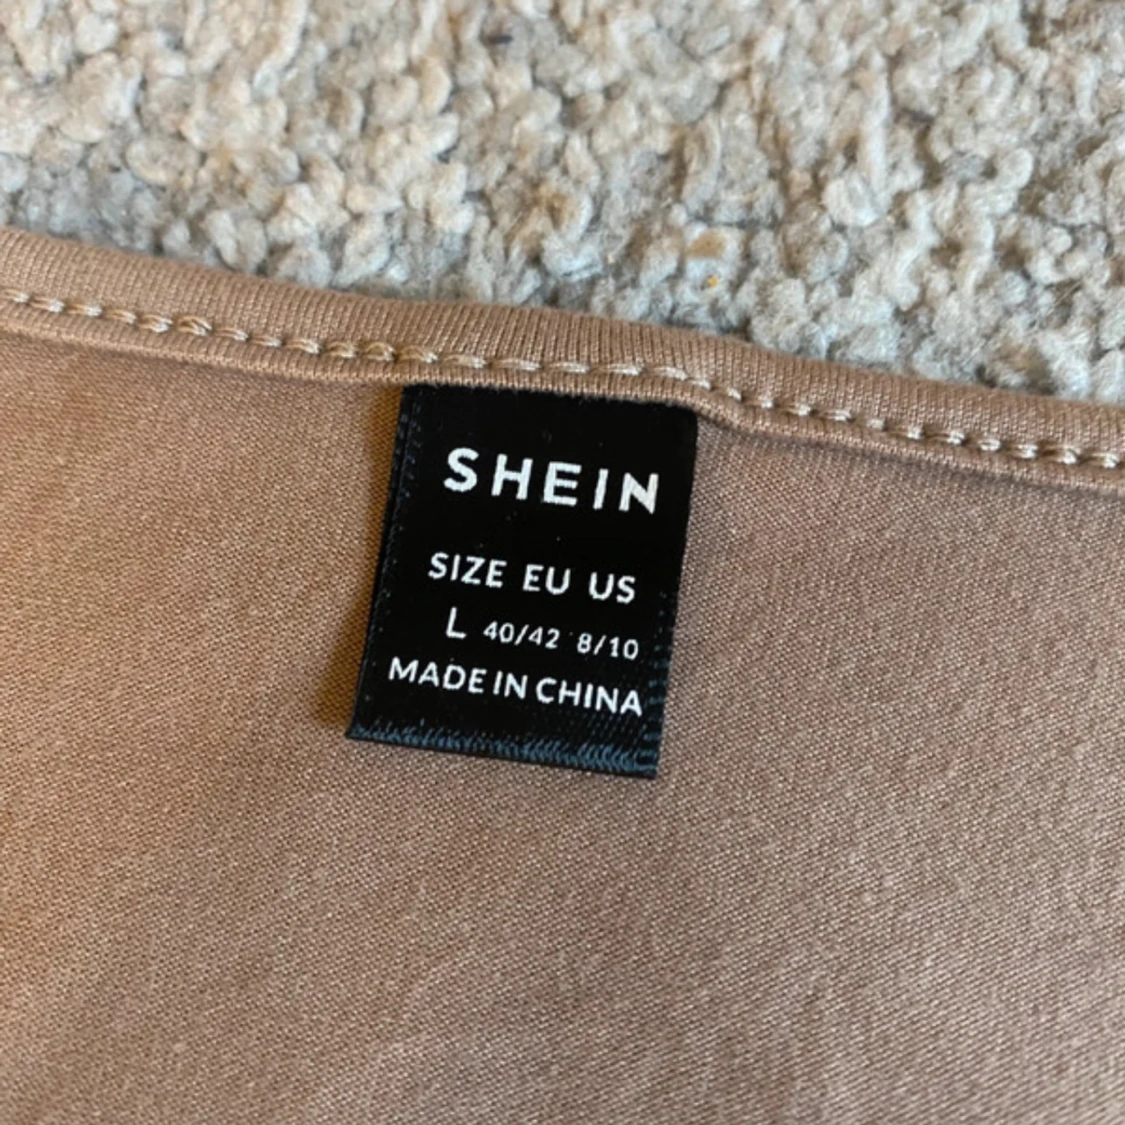 SHEIN
SIZE EU US
L 40/42 8/10
MADE IN CHINA